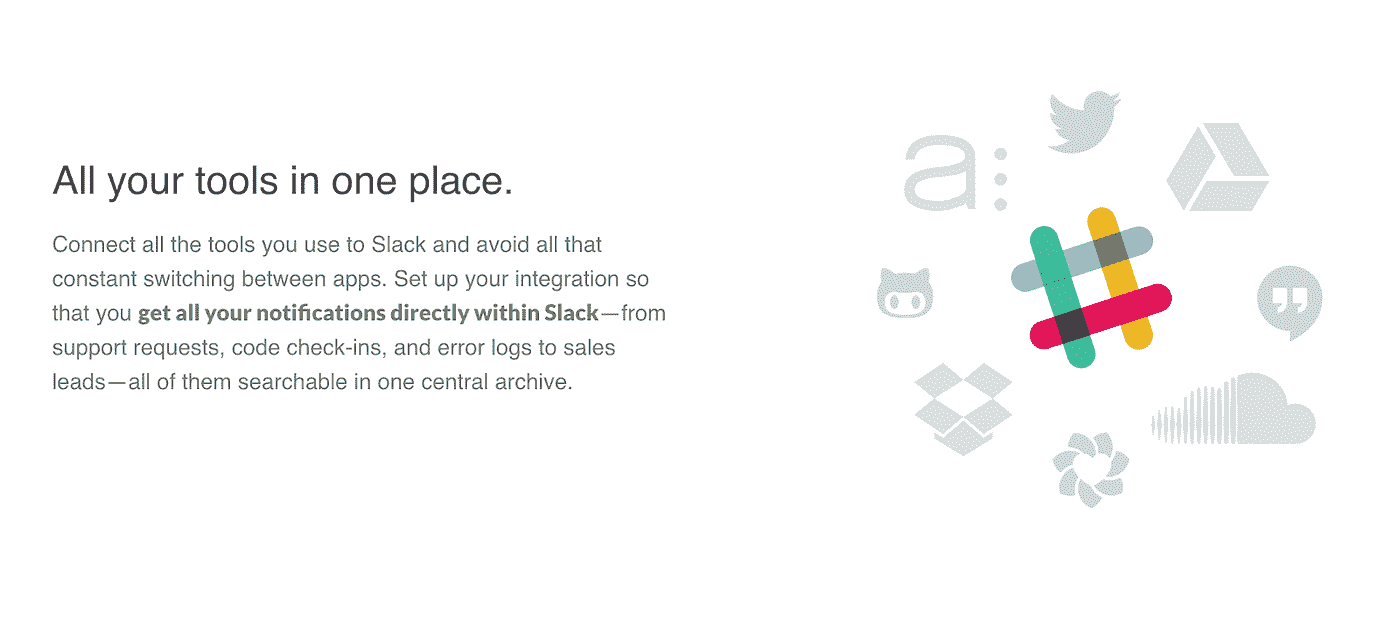 All your tools in one place.
Connect all the tools you use to Slack and avoid all that
constant switching between apps. Set up your integration so
that you get all your notifications directly within Slack—from
support requests, code check-ins, and error logs to sales
leads—all of them searchable in one central archive.
a: